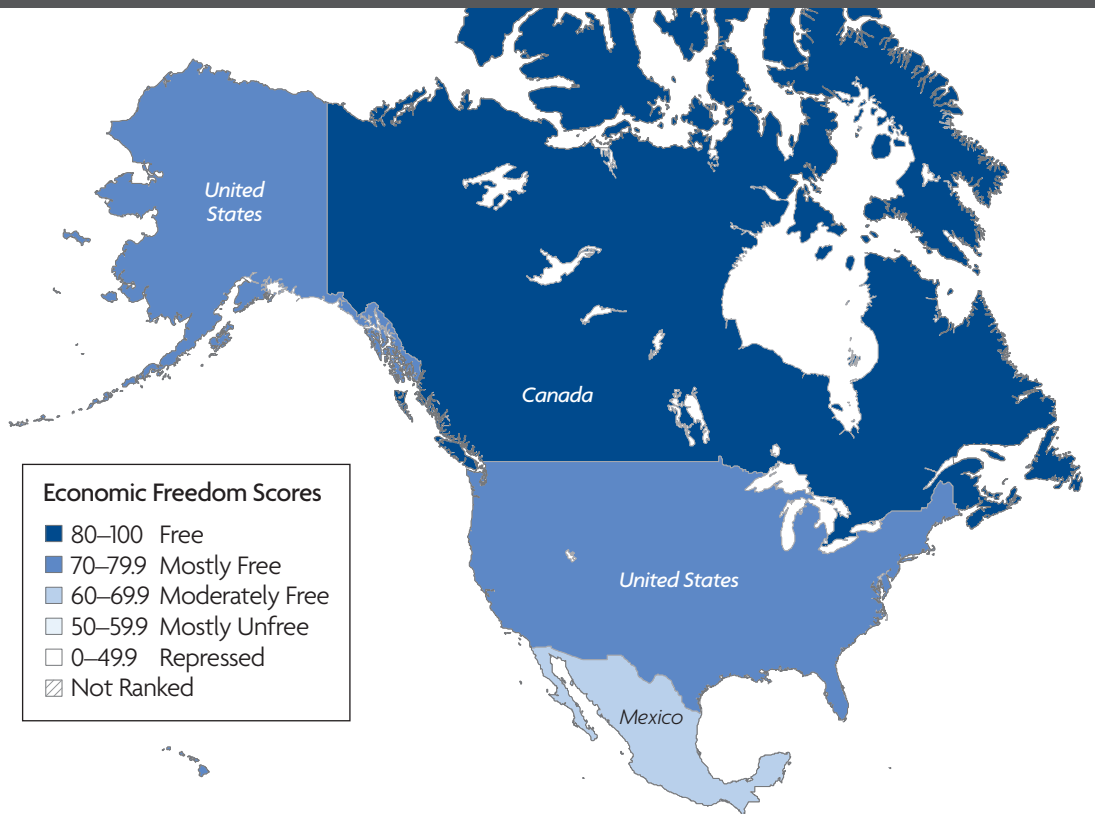 United
States
Canada
Economic Freedom Scores
80–100 Free
70–79.9 Mostly Free
60–69.9 Moderately Free
50–59.9 Mostly Unfree
0–49.9 Repressed
Not Ranked
United States
Mexico